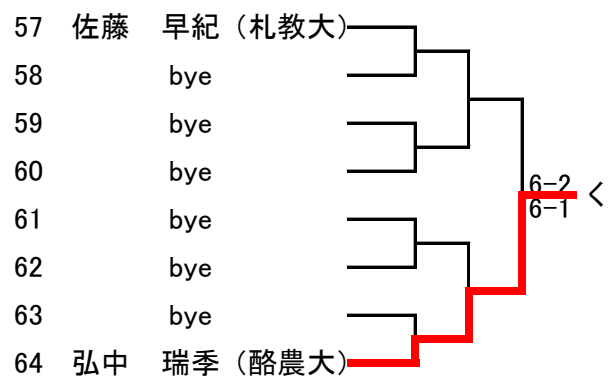 57 佐藤 早紀（札教大）
58 bye
59 bye
60 bye
6-2
6-1 く
61 bye
62 bye
63 bye
64 弘中 瑞季（酪農大）